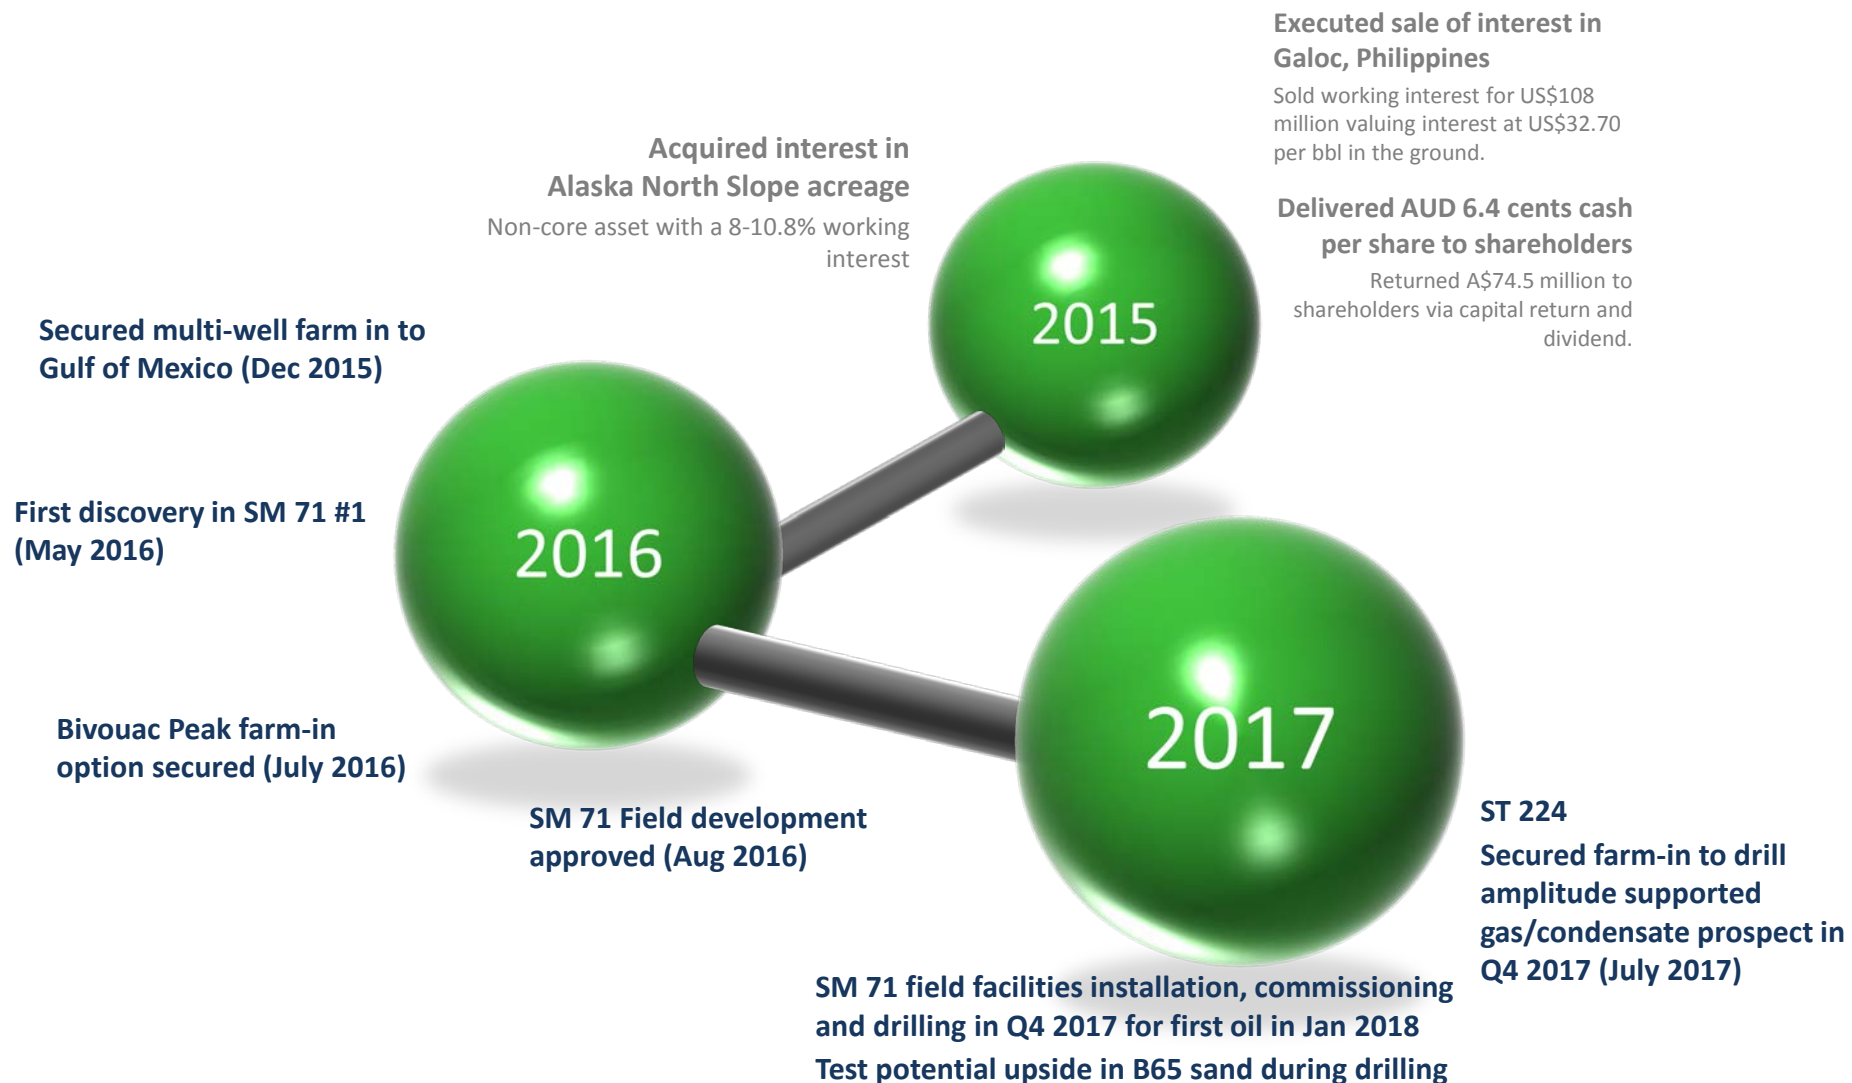 Executed sale of interest in
Galoc, Philippines
Sold working interest for US$108
million valuing interest at US$32.70
per bbl in the ground.
Delivered AUD 6.4 cents cash
per share to shareholders
Returned A$74.5 million to
shareholders via capital return and
dividend.
Acquired interest in
Alaska North Slope acreage
Non-core asset with a 8-10.8% working
interest
2015
Secured multi-well farm in to
Gulf of Mexico (Dec 2015)
First discovery in SM 71 #1
(May 2016)
2016
Bivouac Peak farm-in
option secured (July 2016)
SM 71 Field development
approved (Aug 2016)
2017
ST 224
Secured farm-in to drill
amplitude supported
gas/condensate prospect in
Q4 2017 (July 2017)
SM 71 field facilities installation, commissioning
and drilling in Q4 2017 for first oil in Jan 2018
Test potential upside in B65 sand during drilling